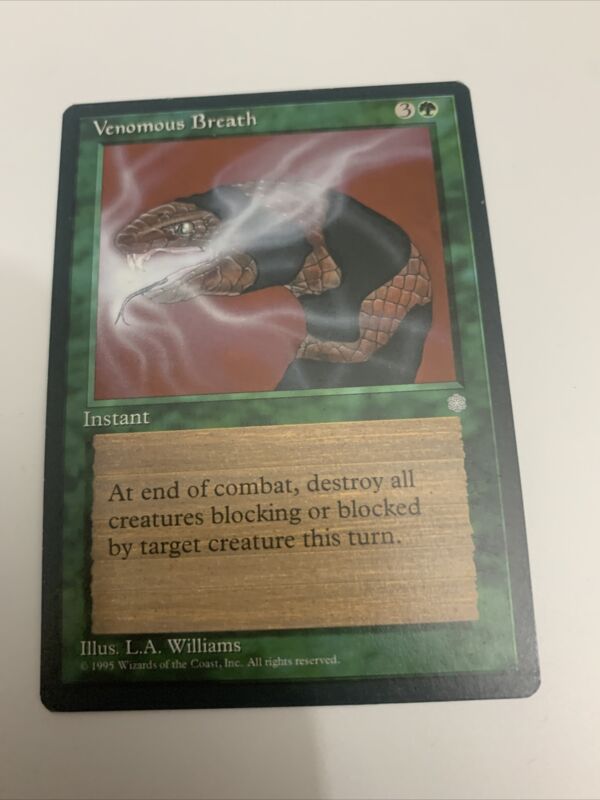 Venomous Breath
3
Instant
At end of combat, destroy all
creatures blocking or blocked
by target creature this turn.
Illus. L.A. Williams
© 1995 Wizards of the Coast, Inc. All rights reserved.